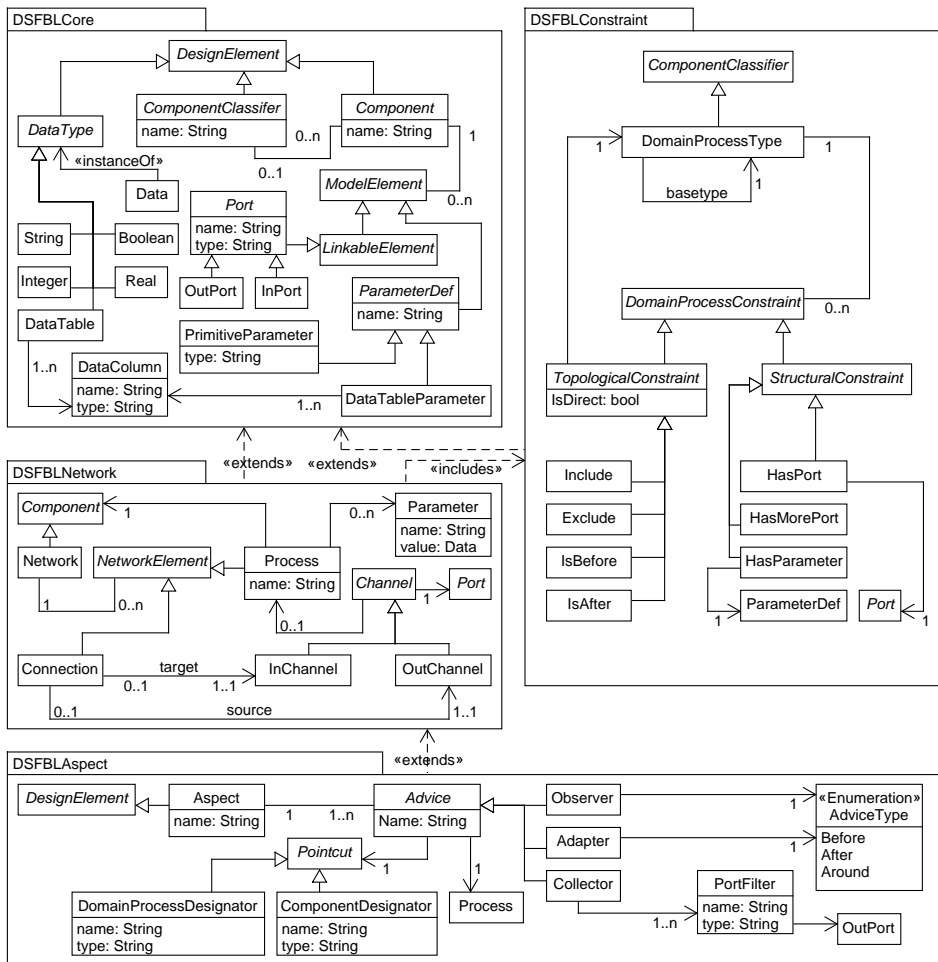 DSFBLCore
DesignElement
ComponentClassifer
name: String
Component
name: String
DataType
0..n
0..1
1
«instanceOf»
Data
ModelElement
0..n
Port
name: String
type: String
LinkableElement
String
Boolean
Integer
Real
OutPort
InPort
ParameterDef
name: String
DataTable
PrimitiveParameter
type: String
1..n
DataColumn
name: String
type: String
1..n
DataTableParameter
«extends»
«extends»
«includes»
DSFBLConstraint
ComponentClassifier
1
DomainProcessType
1
basetype
1
DomainProcessConstraint
0..n
TopologicalConstraint
IsDirect: bool
StructuralConstraint
Include
Exclude
IsBefore
IsAfter
HasPort
HasMorePort
HasParameter
1
ParameterDef
Port
1
DSFBLNetwork
Component
1
0..n
Parameter
name: String
value: Data
Network
NetworkElement
Process
name: String
Channel
1
Port
1
0..n
0..1
Connection
target
0..1
1..1
InChannel
OutChannel
0..1
source
1..1
«extends»
DSFBLAspect
DesignElement
Aspect
name: String
1
1..n
Advice
Name: String
Observer
1
«Enumeration»
AdviceType
Before
After
Around
Adapter
1
Pointcut
1
1
Collector
DomainProcessDesignator
name: String
type: String
ComponentDesignator
name: String
type: String
Process
1..n
PortFilter
name: String
type: String
OutPort